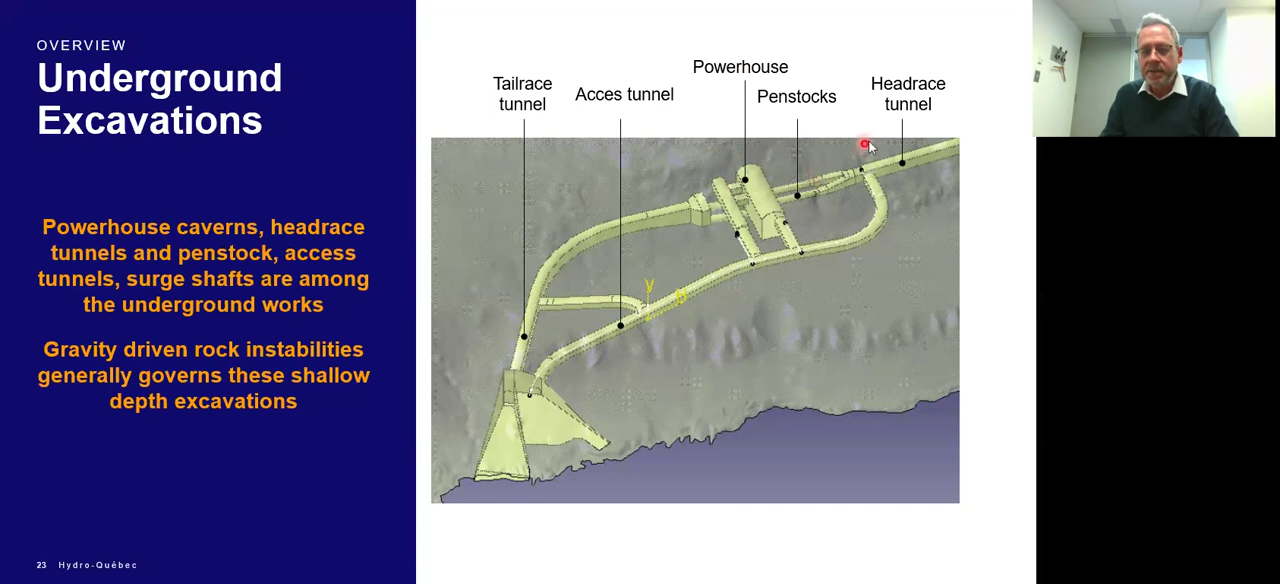 OVERVIEW
Underground
Excavations
Powerhouse caverns, headrace
tunnels and penstock, access
tunnels, surge shafts are among
the underground works
Gravity driven rock instabilities
generally governs these shallow
depth excavations
23 Hydro-Québec
Tailrace
tunnel
Acces tunnel
Powerhouse
Penstocks
Headrace
tunnel
y